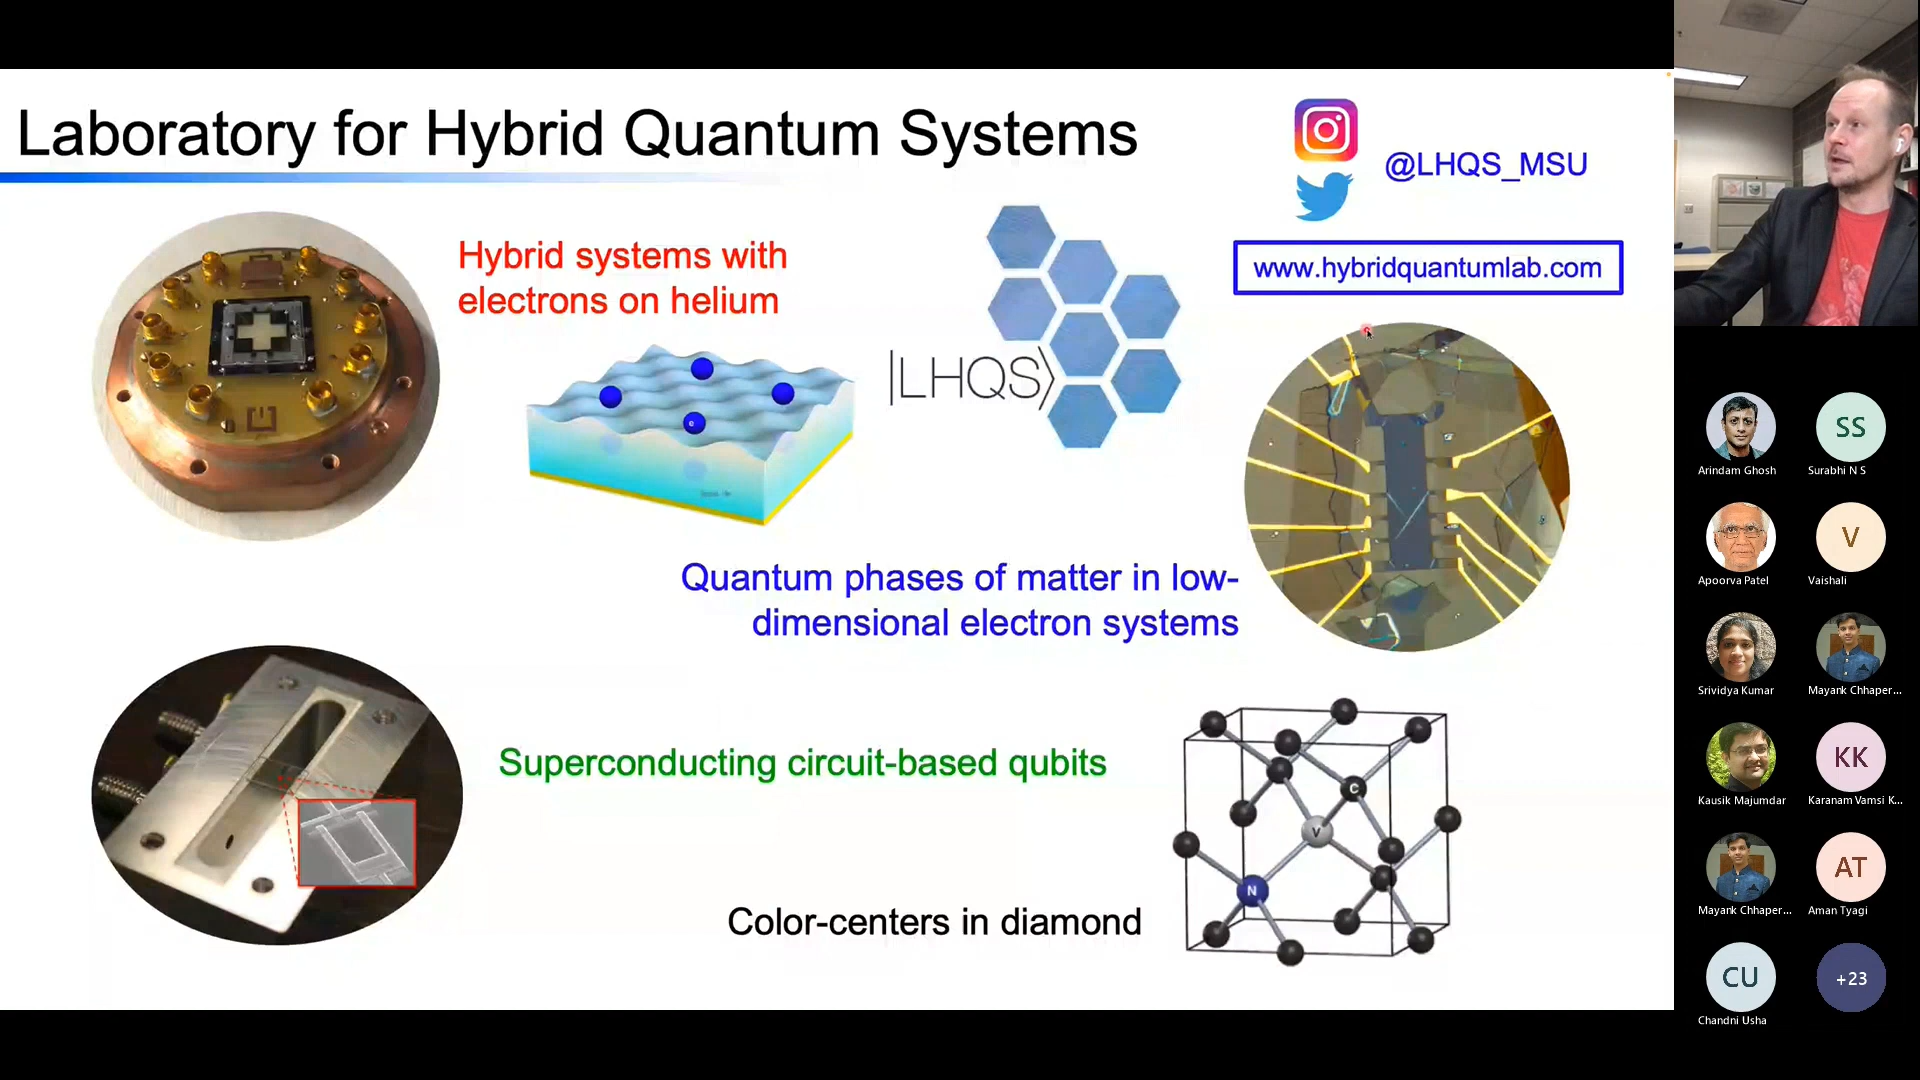 Laboratory for Hybrid Quantum Systems
@LHQS_MSU
www.hybridquantumlab.com
Hybrid systems with
electrons on helium
e
|LHQS⟩
Quantum phases of matter in low-
dimensional electron systems
Superconducting circuit-based qubits
C
V
N
Color-centers in diamond
Arindam Ghosh
SS
Surabhi N S
Apoorva Patel
V
Vaishali
Srividya Kumar
Mayank Chhaper...
Kausik Majumdar
KK
Karanam Vamsi K...
Mayank Chhaper...
AT
Aman Tyagi
CU
Chandni Usha
+23